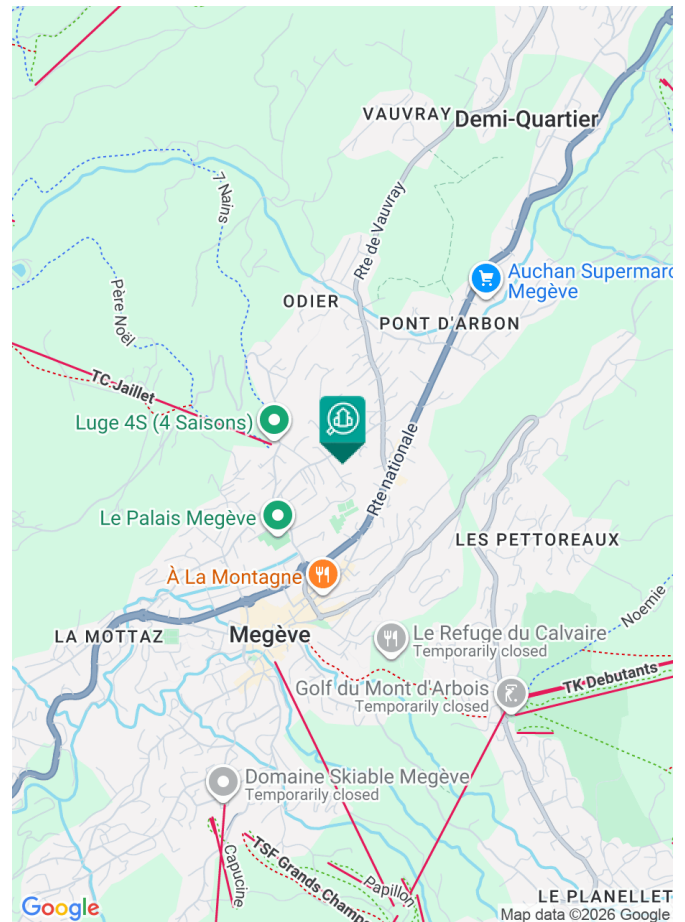 VAUVRAY
Demi-Quartier
7 Nains
Rte de Vauvray
Père Noël
Auchan Supermarc
Megève
ODIER
PONT D'ARBON
TC Jaillet
Luge 4S (4 Saisons)
Rte nationale
Le Palais Megève
LES PETTOREAUX
À La Montagne
Noemie
LA MOTTAZ
Megève
Le Refuge du Calvaire
Temporarily closed
Golf du Mont d'Arbois
Temporarily closed
TK Debutants
Domaine Skiable Megève
Temporarily closed
Capucine
TSF Grands Champ
Papillon
LE PLANELLET
Google
Map data ©2026 Google